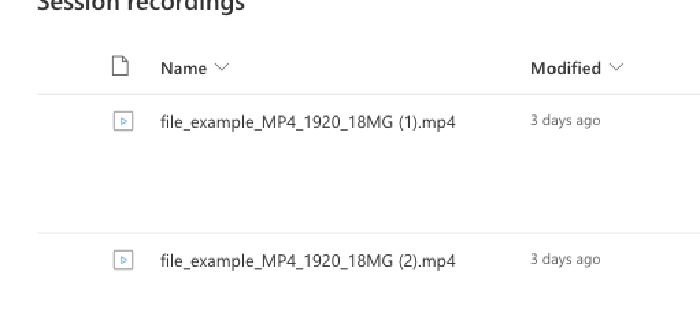 Session recordings
Name Modified
file_example_MP4_1920_18MG (1).mp4 3 days ago
file_example_MP4_1920_18MG (2).mp4 3 days ago